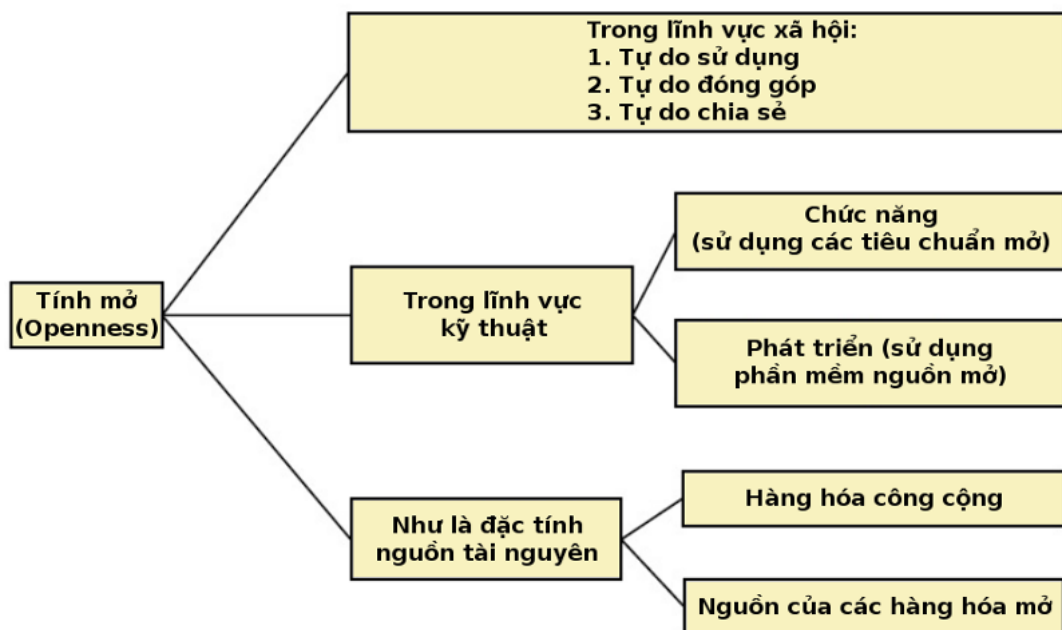 Trong lĩnh vực xã hội:
1. Tự do sử dụng
2. Tự do đóng góp
3. Tự do chia sẻ
Chức năng
(sử dụng các tiêu chuẩn mở)
Tính mở
(Openness)
Trong lĩnh vực
kỹ thuật
Phát triển (sử dụng
phần mềm nguồn mở)
Như là đặc tính
nguồn tài nguyên
Hàng hóa công cộng
Nguồn của các hàng hóa mở